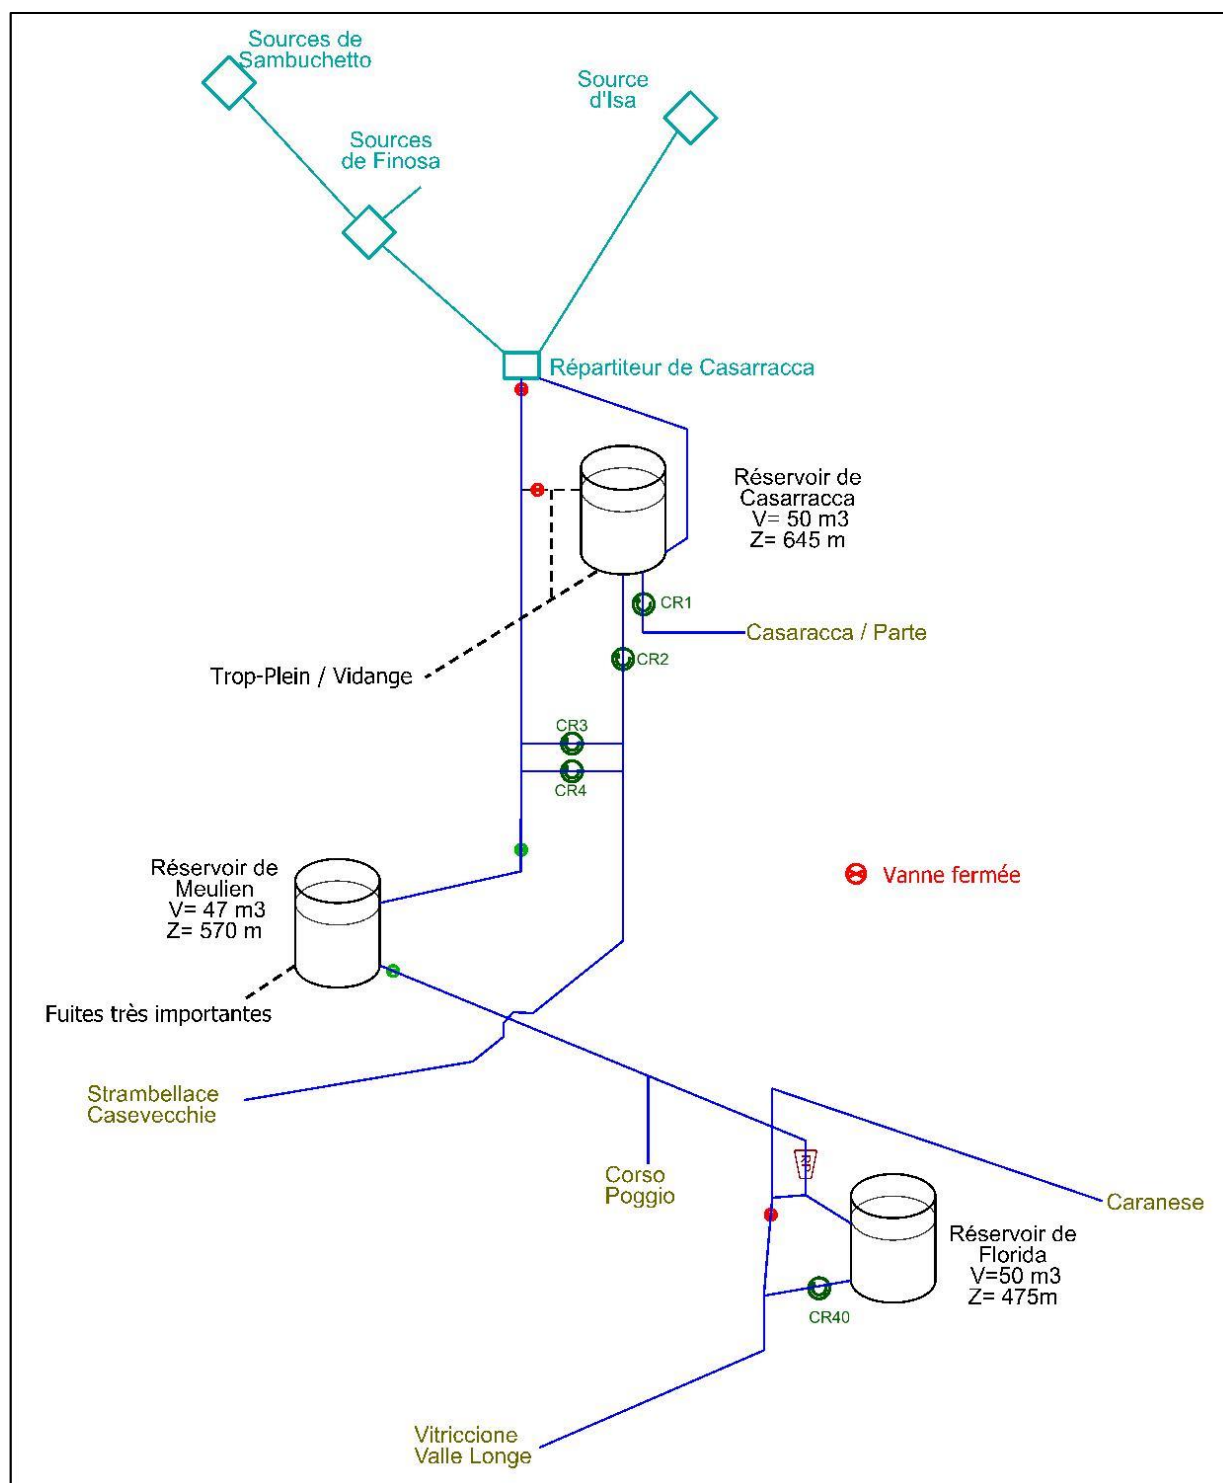 Sources de
Sambuchetto
Source
d'Isa
Sources
de Finosa
Répartiteur de Casarracca
Réservoir de
Casarracca
V= 50 m3
Z= 645 m
CR1
Casaracca / Parte
CR2
Trop-Plein / Vidange
CR3
CR4
Réservoir de
Meulien
V= 47 m3
Z= 570 m
Vanne fermée
Fuites très importantes
Strambellace
Casevecchie
RP
Corso
Poggio
Caranese
Réservoir de
Florida
V=50 m3
Z= 475m
CR40
Vitriccione
Valle Longe